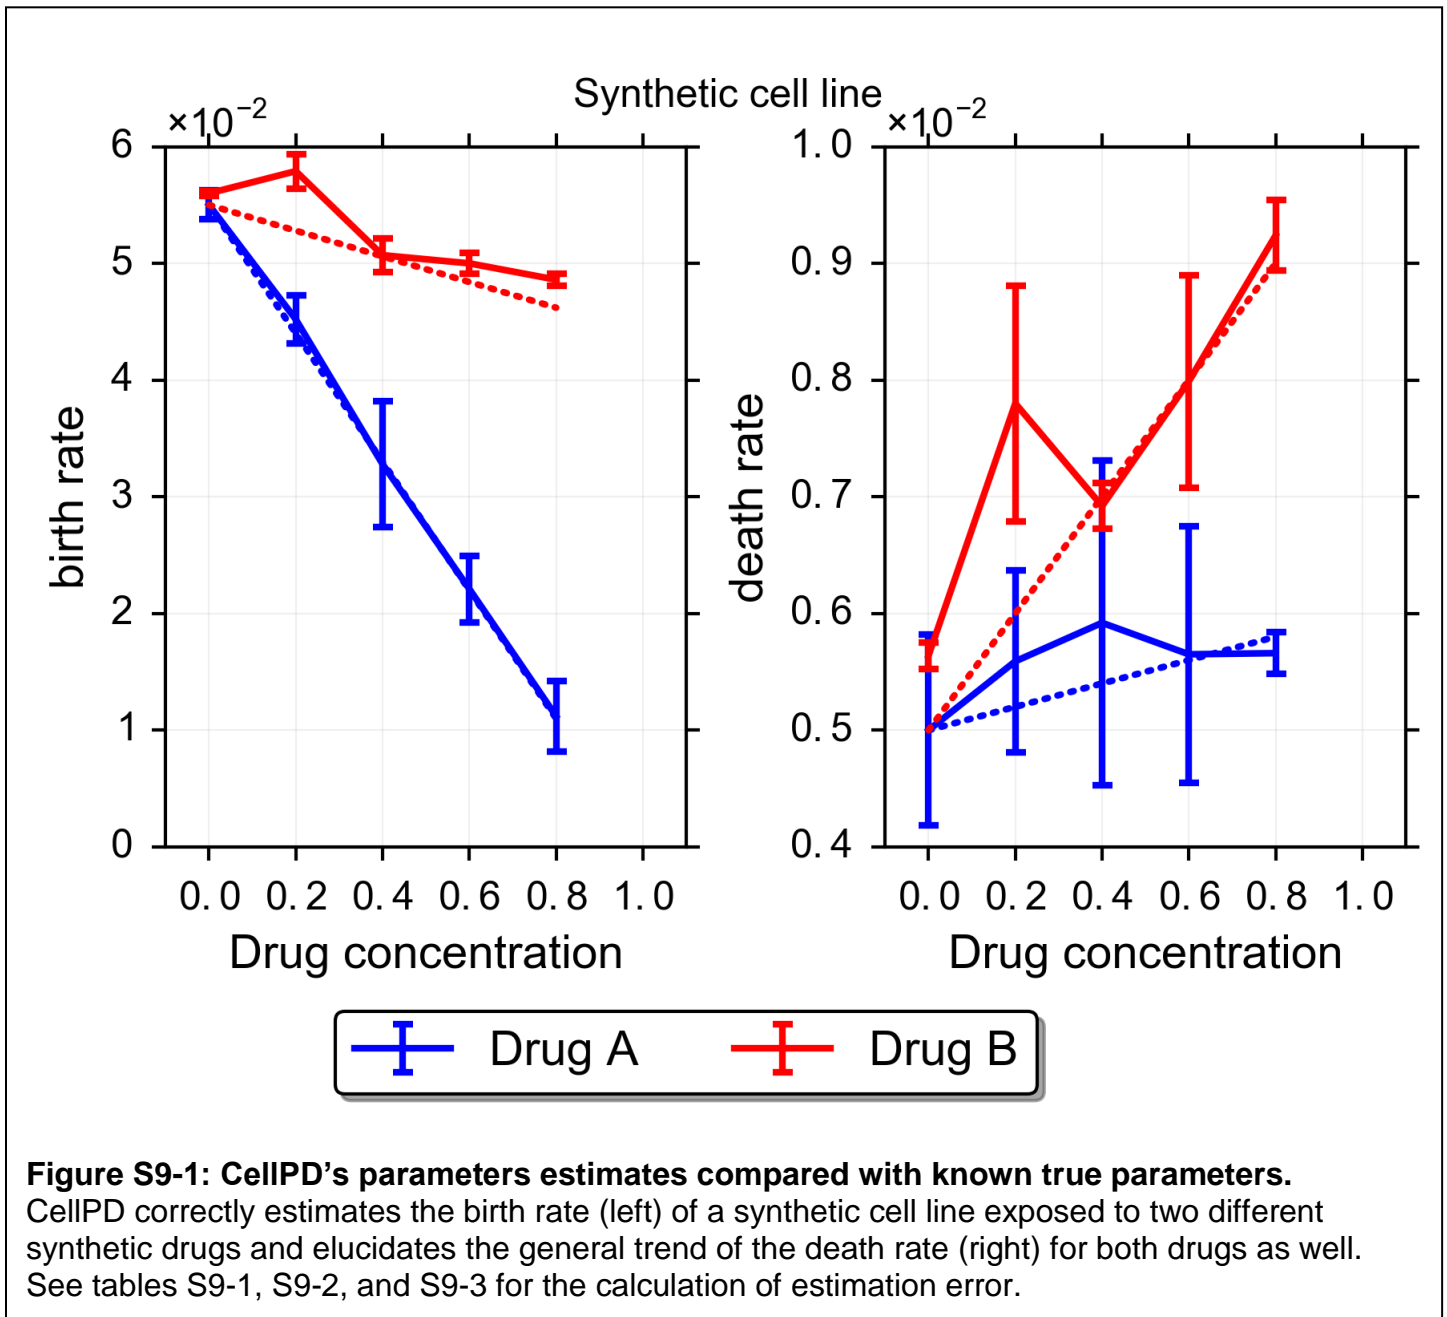 Synthetic cell line
×10⁻²
6
5
4
3
2
1
0
birth rate
0.0 0.2 0.4 0.6 0.8 1.0
Drug concentration
×10⁻²
1.0
0.9
0.8
0.7
0.6
0.5
0.4
death rate
0.0 0.2 0.4 0.6 0.8 1.0
Drug concentration
Drug A Drug B
Figure S9-1: CellPD’s parameters estimates compared with known true parameters.
CellPD correctly estimates the birth rate (left) of a synthetic cell line exposed to two different
synthetic drugs and elucidates the general trend of the death rate (right) for both drugs as well.
See tables S9-1, S9-2, and S9-3 for the calculation of estimation error.